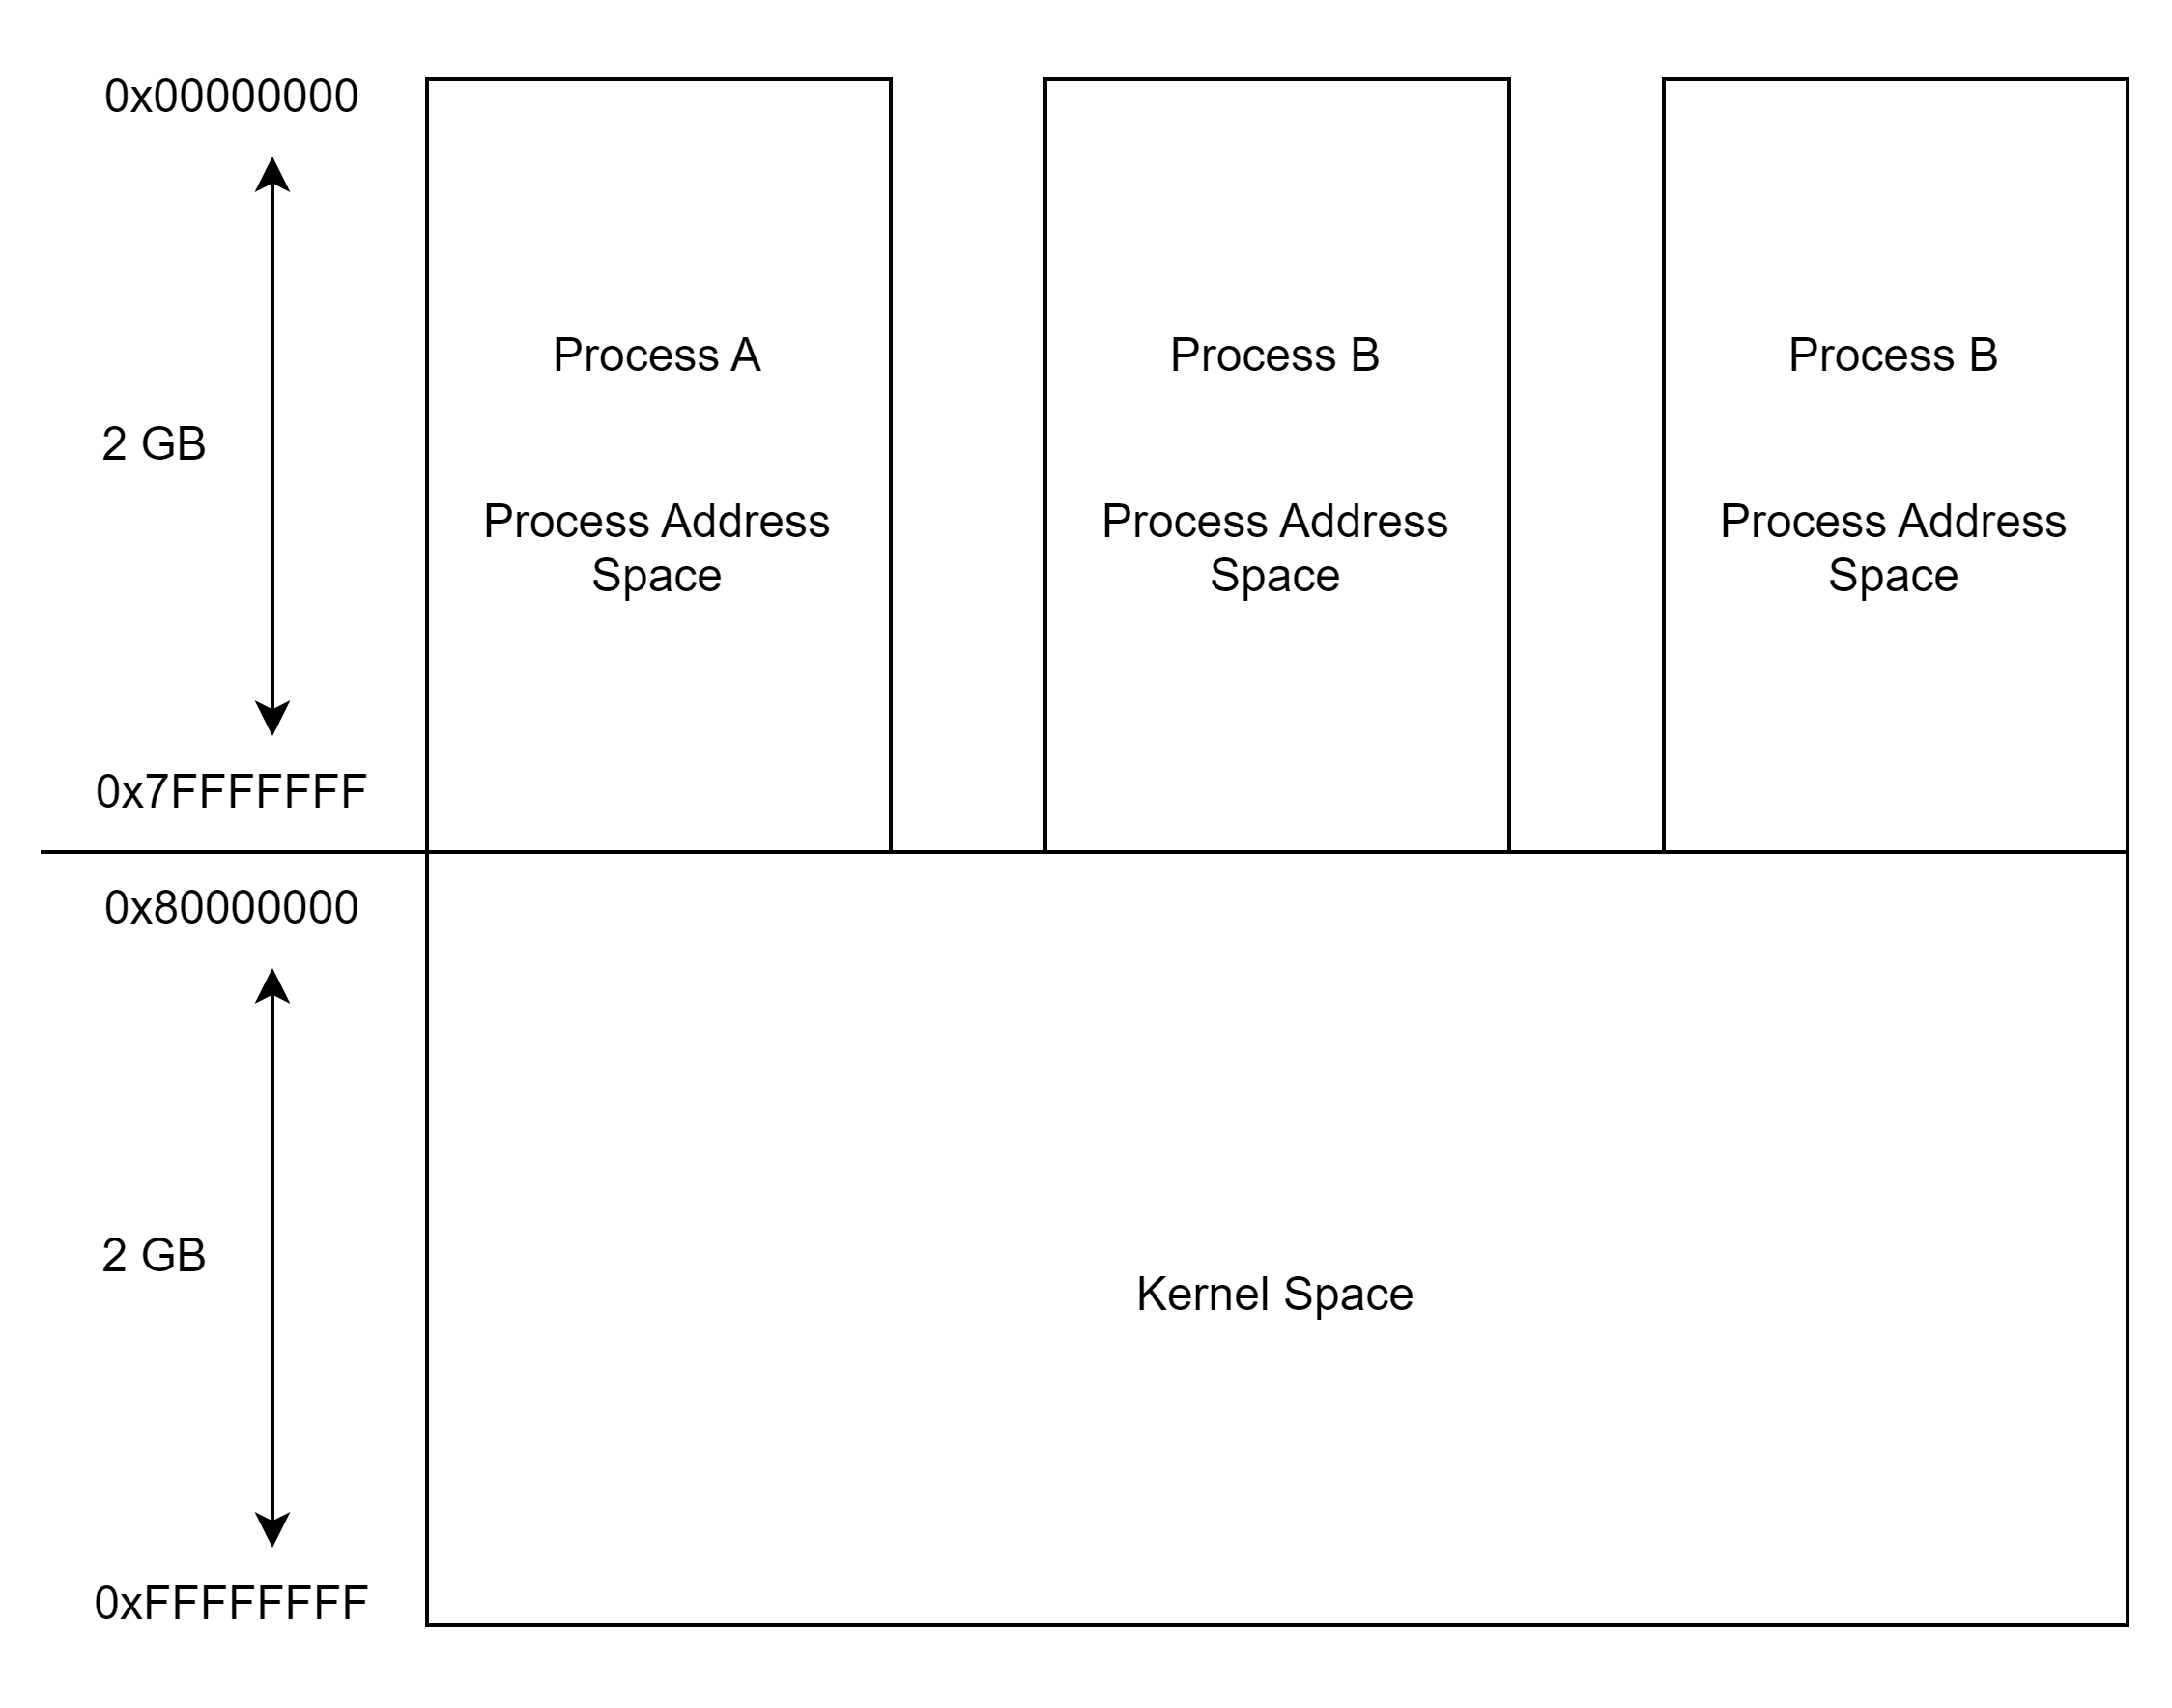 0x00000000
2 GB
0x7FFFFFFF
Process A
Process Address
Space
Process B
Process Address
Space
Process B
Process Address
Space
0x80000000
2 GB
0xFFFFFFFF
Kernel Space